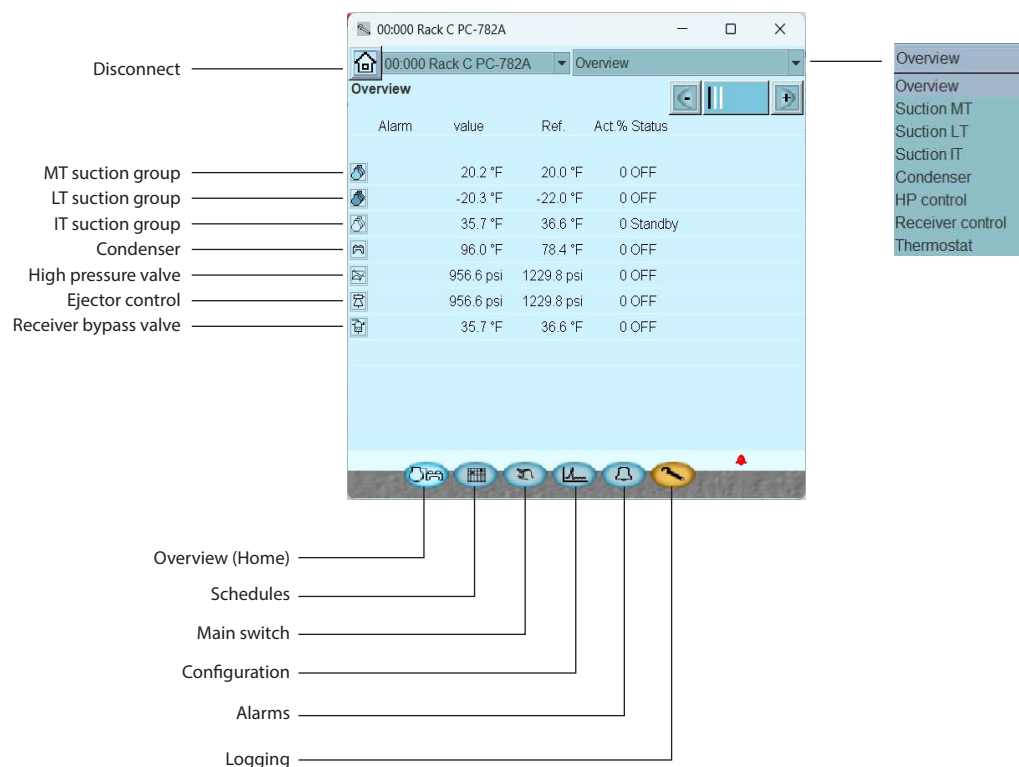 00:000 Rack C PC-782A
Disconnect
00:000 Rack C PC-782A
Overview
Overview
Alarm value Ref. Act.% Status
MT suction group 20.2 °F 20.0 °F 0 OFF
LT suction group -20.3 °F -22.0 °F 0 OFF
IT suction group 35.7 °F 36.6 °F 0 Standby
Condenser 96.0 °F 78.4 °F 0 OFF
High pressure valve 956.6 psi 1229.8 psi 0 OFF
Ejector control 956.6 psi 1229.8 psi 0 OFF
Receiver bypass valve 35.7 °F 36.6 °F 0 OFF
Overview
Overview
Suction MT
Suction LT
Suction IT
Condenser
HP control
Receiver control
Thermostat
Overview (Home)
Schedules
Main switch
Configuration
Alarms
Logging